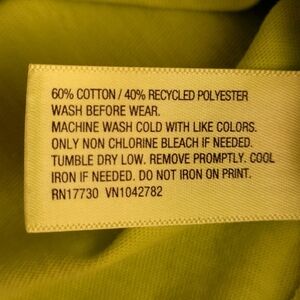 60% COTTON / 40% RECYCLED POLYESTER
WASH BEFORE WEAR.
MACHINE WASH COLD WITH LIKE COLORS.
ONLY NON CHLORINE BLEACH IF NEEDED.
TUMBLE DRY LOW. REMOVE PROMPTLY. COOL
IRON IF NEEDED. DO NOT IRON ON PRINT.
RN17730 VN1042782